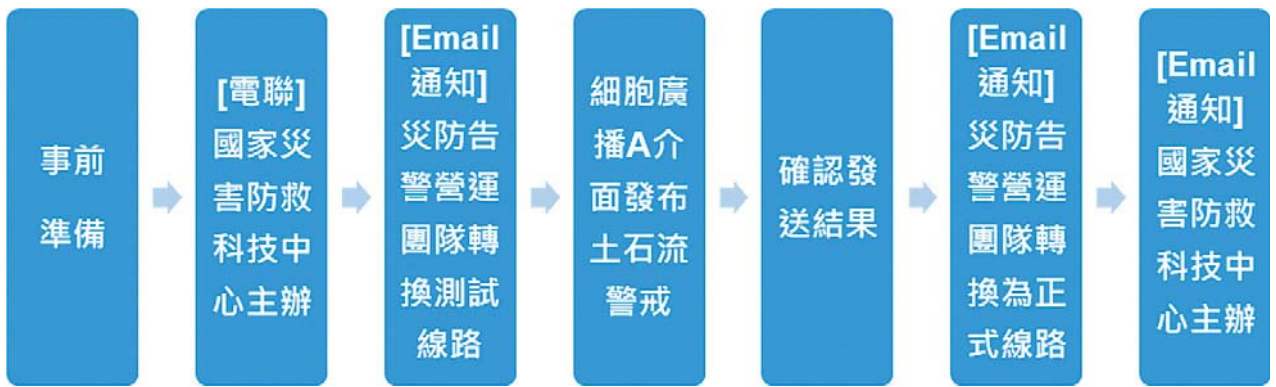 事前
準備
[電聯]
國家災
害防救
科技中
心主辦
[Email
通知]
災防告
警營運
團隊轉
換測試
線路
細胞廣
播A介
面發布
土石流
警戒
確認發
送結果
[Email
通知]
災防告
警營運
團隊轉
換為正
式線路
[Email
通知]
國家災
害防救
科技中
心主辦